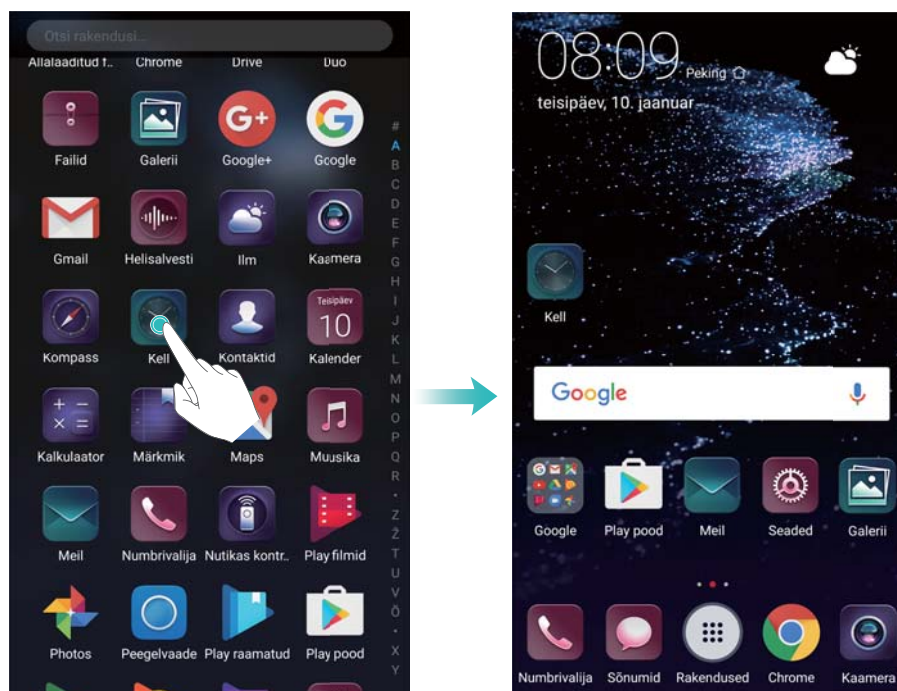 Otsi rakendusi...
Allalaaditud f.. Chrome Drive Duo
G+
Failid Galerii Google+ Google
Gmail Helisalvesti Ilm Kaamera
Teisipäev
10
Kompass Kell Kontaktid Kalender
Kalkulaator Märkmik Maps Muusika
Meil Numbrivalija Nutikas kontr.. Play filmid
Photos Peegelvaade Play raamatud Play pood
#
A
B
C
D
E
F
G
H
I
J
K
L
M
N
O
P
Q
R
•
Z
Ž
T
U
V
Õ
•
X
Y
08:09
Peking
teisipäev, 10. jaanuar
Kell
Google
Google Play pood Meil Seaded Galerii
Numbrivalija Sõnumid Rakendused Chrome Kaamera